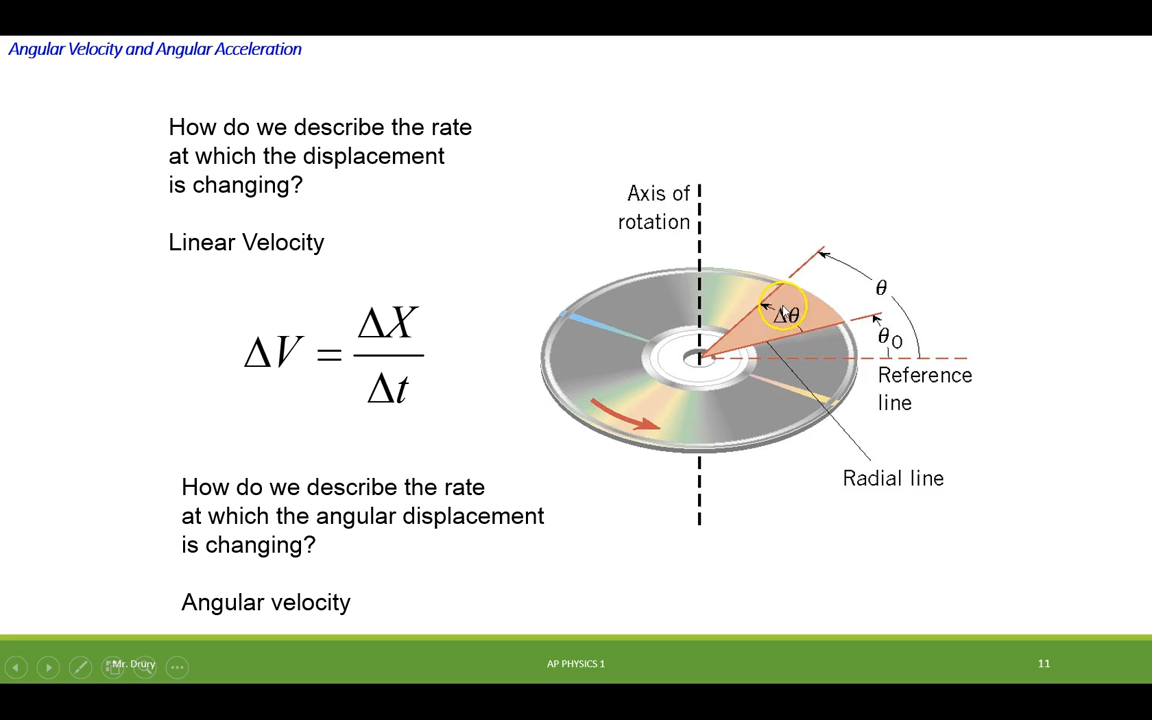 Angular Velocity and Angular Acceleration
How do we describe the rate
at which the displacement
is changing?
Linear Velocity
ΔV = ΔX / Δt
How do we describe the rate
at which the angular displacement
is changing?
Angular velocity
Axis of
rotation
θ
Δθ
θ₀
Reference
line
Radial line
Mr. Drury
AP PHYSICS 1
11